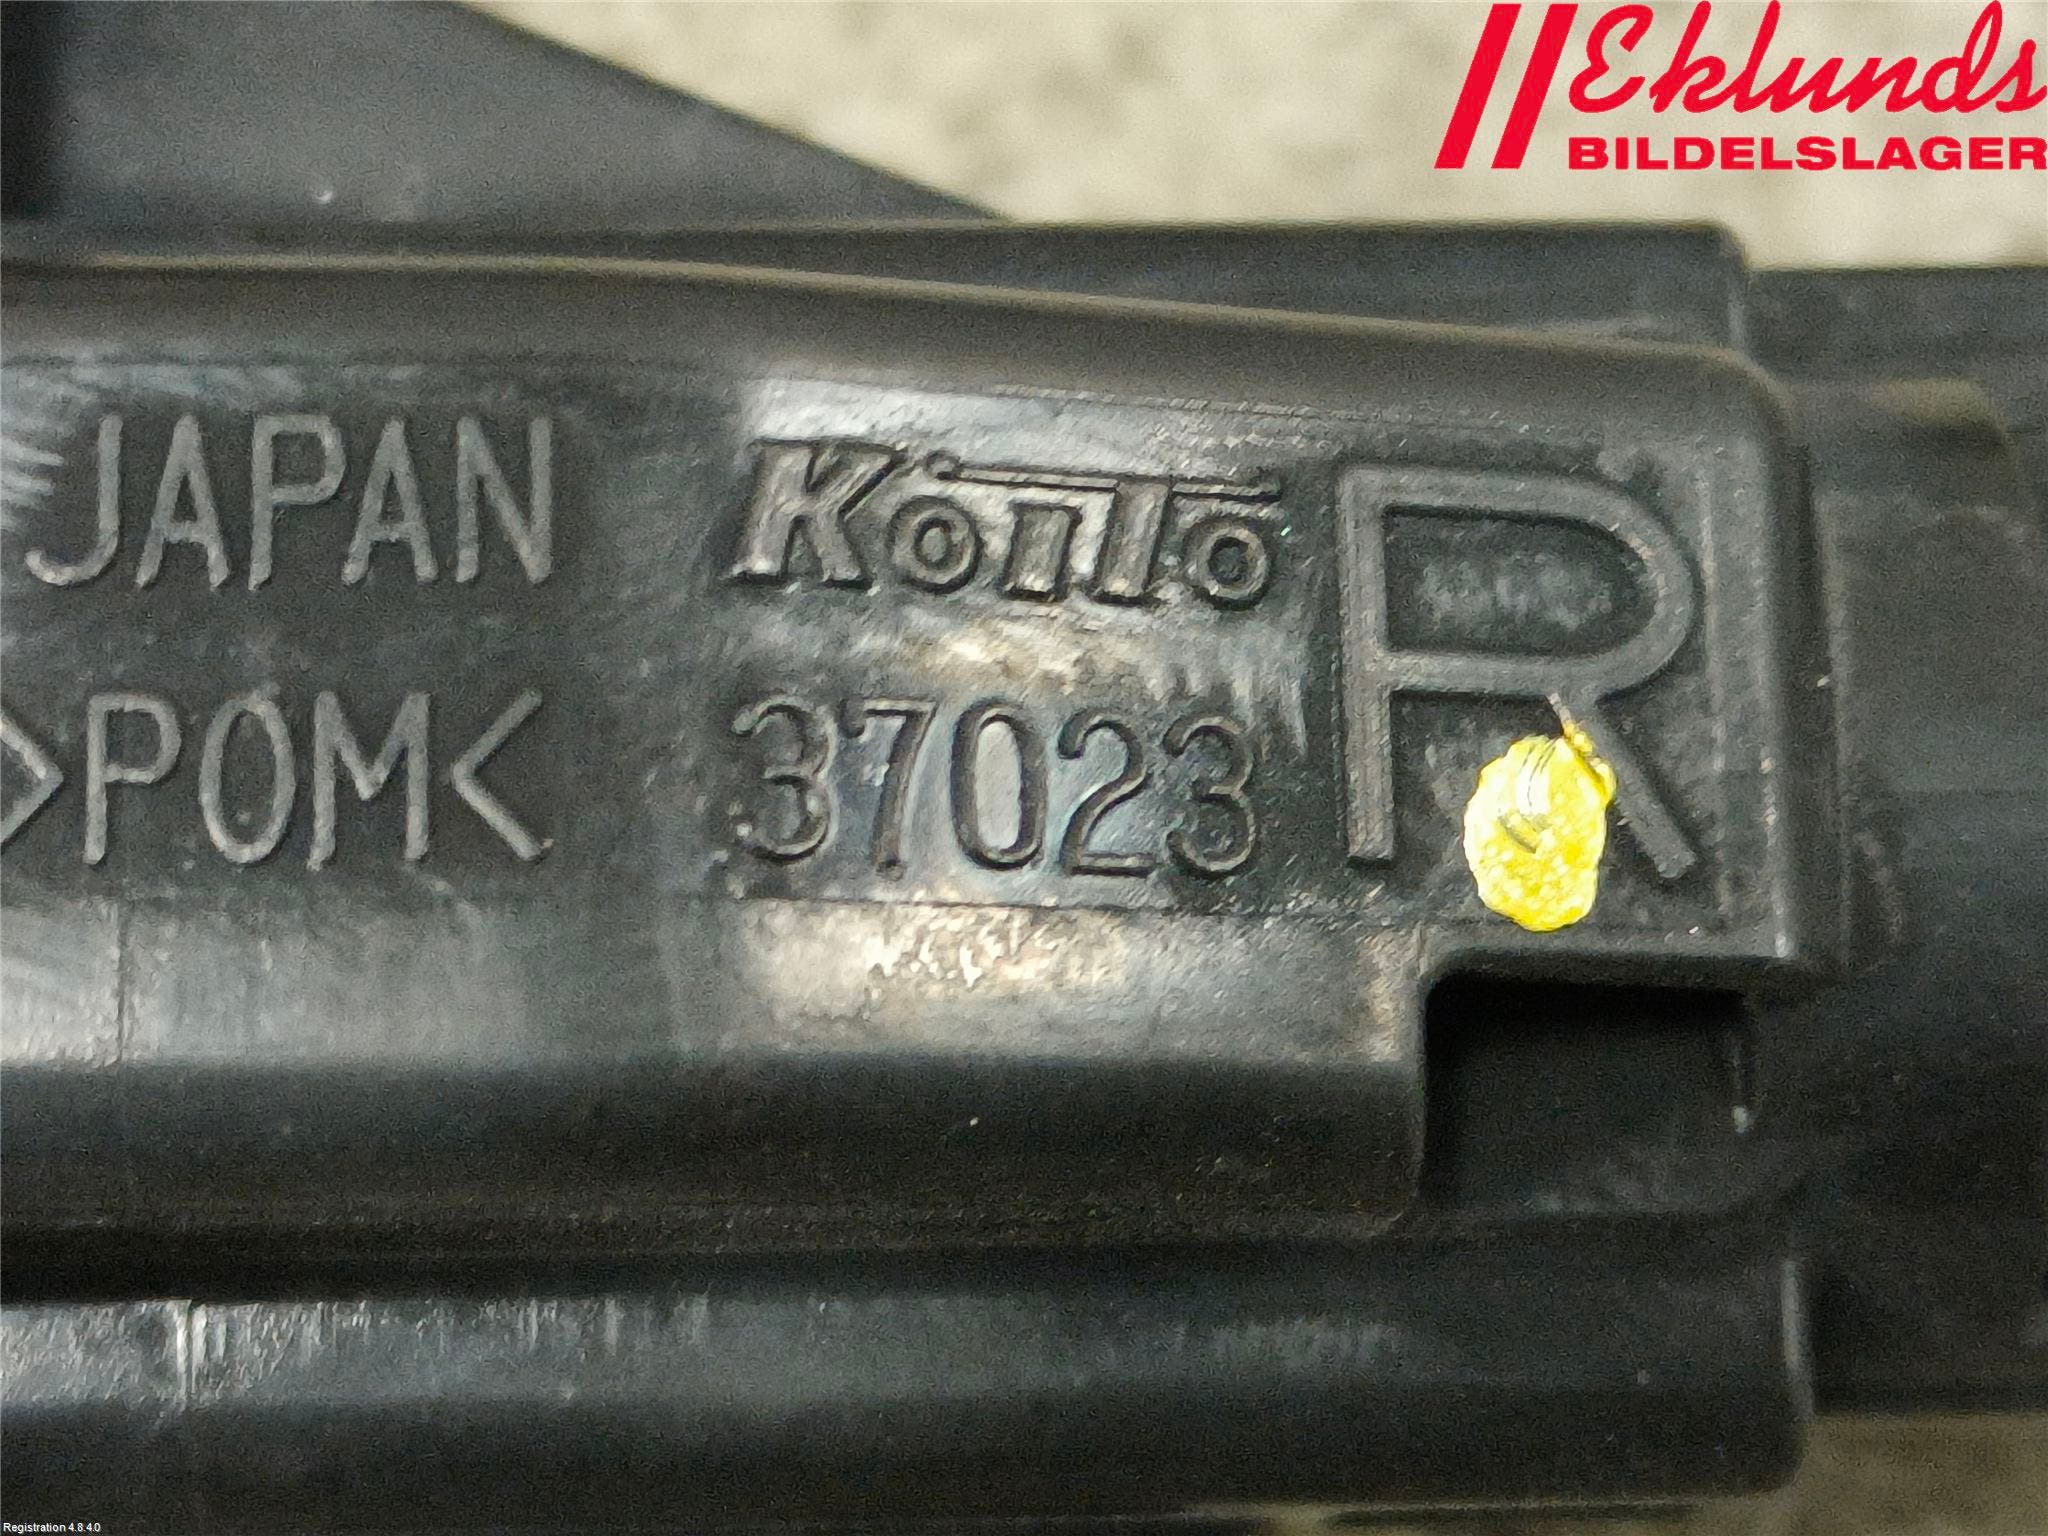 Eklunds
BILDELSLAGER
JAPAN
KOITO
R
>POM<
37023
Registration 4.8.4.0